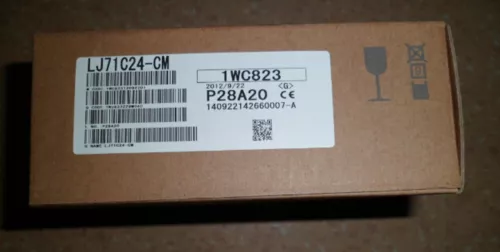 LJ71C24-CM
1WC823
2012/9/22 <G>
P28A20 CE
140922142660007-A